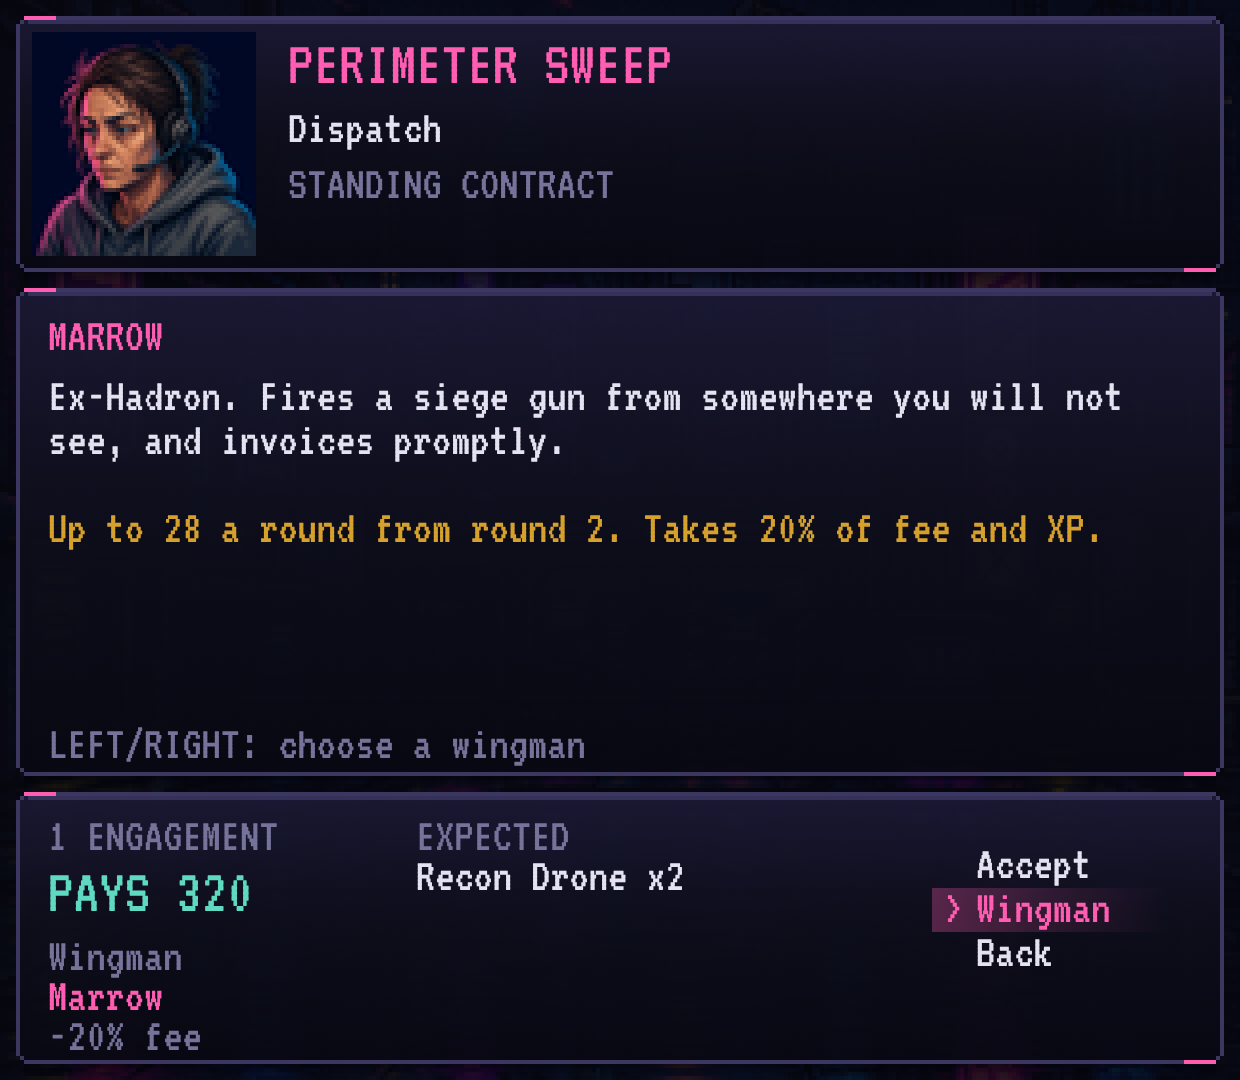 PERIMETER SWEEP
Dispatch
STANDING CONTRACT
MARROW
Ex-Hadron. Fires a siege gun from somewhere you will not
see, and invoices promptly.
Up to 28 a round from round 2. Takes 20% of fee and XP.
LEFT/RIGHT: choose a wingman
1 ENGAGEMENT
PAYS 320
Wingman
Marrow
-20% fee
EXPECTED
Recon Drone x2
Accept
> Wingman
Back